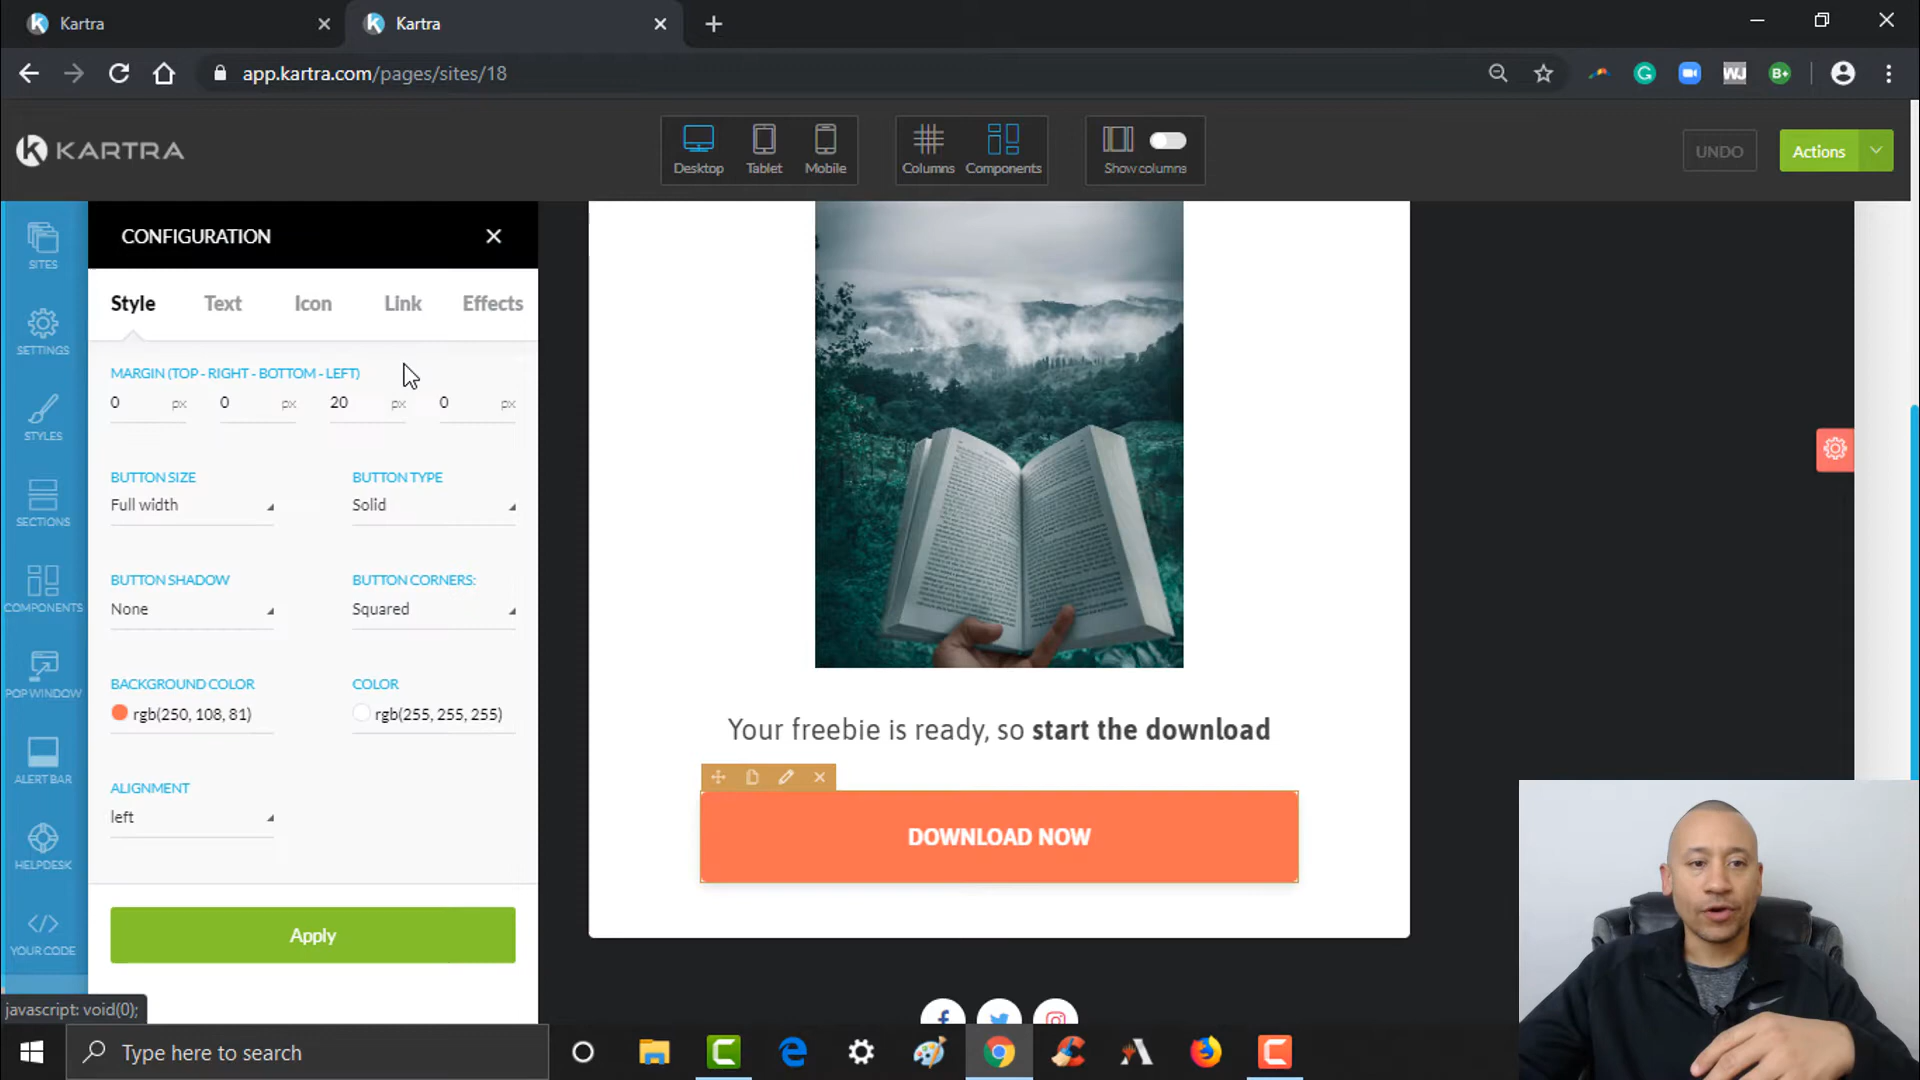 Kartra
Kartra
app.kartra.com/pages/sites/18
WJ
B+
KARTRA
Desktop
Tablet
Mobile
Columns
Components
Show columns
UNDO
Actions
SITES
SETTINGS
STYLES
SECTIONS
COMPONENTS
POP WINDOW
ALERT BAR
HELPDESK
YOUR CODE
CONFIGURATION
Style
Text
Icon
Link
Effects
MARGIN (TOP - RIGHT - BOTTOM - LEFT)
0 px 0 px 20 px 0 px
BUTTON SIZE
Full width
BUTTON TYPE
Solid
BUTTON SHADOW
None
BUTTON CORNERS:
Squared
BACKGROUND COLOR
rgb(250, 108, 81)
COLOR
rgb(255, 255, 255)
ALIGNMENT
left
Apply
Your freebie is ready, so start the download
DOWNLOAD NOW
javascript: void(0);
Type here to search